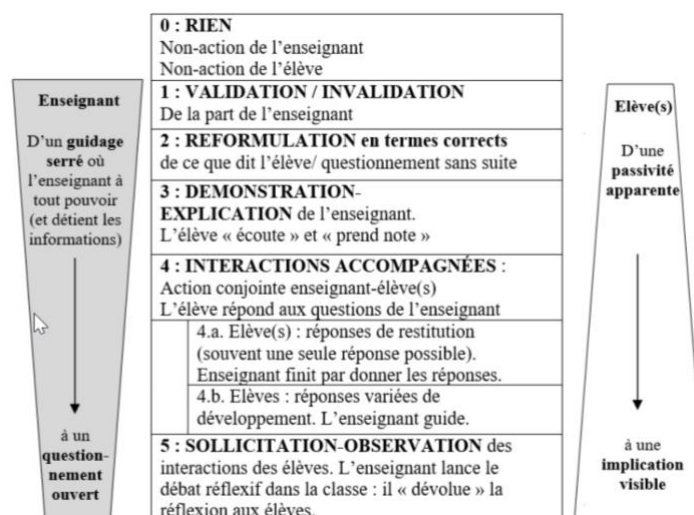 0 : RIEN
Non-action de l'enseignant
Non-action de l'élève
Enseignant
D'un guidage
serré où
l'enseignant à
tout pouvoir
(et détient les
informations)
à un
question-
nement
ouvert
1 : VALIDATION / INVALIDATION
De la part de l'enseignant
2 : REFORMULATION en termes corrects
de ce que dit l'élève/ questionnement sans suite
3 : DEMONSTRATION-
EXPLICATION de l'enseignant.
L'élève « écoute » et « prend note »
4 : INTERACTIONS ACCOMPAGNÉES :
Action conjointe enseignant-élève(s)
L'élève répond aux questions de l'enseignant
4.a. Elève(s) : réponses de restitution
(souvent une seule réponse possible).
Enseignant finit par donner les réponses.
4.b. Elèves : réponses variées de
développement. L'enseignant guide.
5 : SOLLICITATION-OBSERVATION des
interactions des élèves. L'enseignant lance le
débat réflexif dans la classe : il « dévolue » la
réflexion aux élèves.
Elève(s)
D'une
passivité
apparente
à une
implication
visible